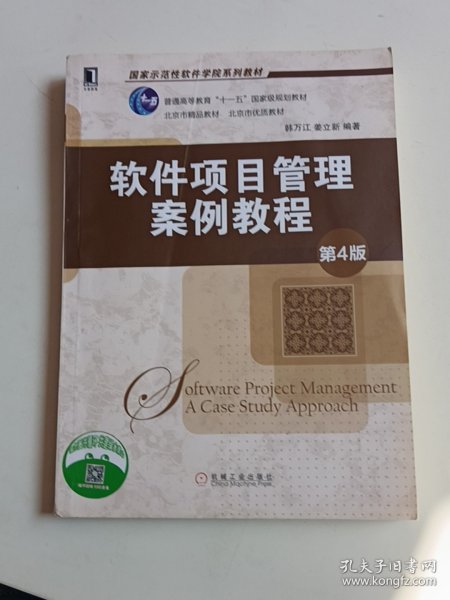 国家示范性软件学院系列教材
十一五
普通高等教育“十一五”国家级规划教材
北京市精品教材 北京市优质教材
韩万江 姜立新 编著
软件项目管理
案例教程
第4版
Software Project Management
A Case Study Approach
机械工业出版社
China Machine Press
孔夫子旧书网
www.kongfz.com